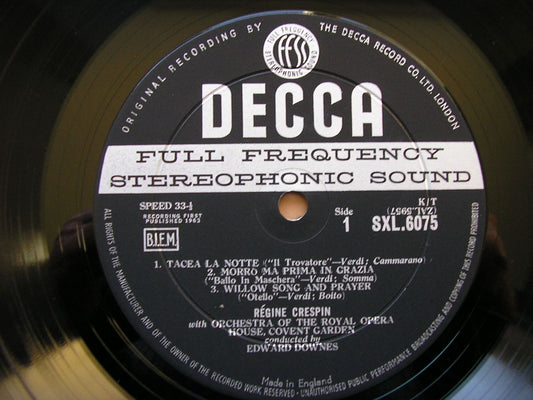 ORIGINAL RECORDING BY
THE DECCA RECORD CO. LTD. LONDON
FULL FREQUENCY
FFSS
STEREOPHONIC SOUND
DECCA
FULL FREQUENCY
STEREOPHONIC SOUND
SPEED 33⅓
RECORDING FIRST
PUBLISHED 1963
B.I.E.M.
Side
1
K/T
(ZAL.5957)
SXL.6075
1. TACEA LA NOTTE ("Il Trovatore"—Verdi; Cammarano)
2. MORRO MA PRIMA IN GRAZIA
("Ballo in Maschera"—Verdi; Somma)
3. WILLOW SONG AND PRAYER
("Otello"—Verdi; Boito)
RÉGINE CRESPIN
with ORCHESTRA OF THE ROYAL OPERA
HOUSE, COVENT GARDEN
conducted by
EDWARD DOWNES
Made in England
ALL RIGHTS OF THE MANUFACTURER AND OF THE OWNER OF THE RECORDED WORK RESERVED · UNAUTHORISED PUBLIC PERFORMANCE, BROADCASTING AND COPYING OF THIS RECORD PROHIBITED